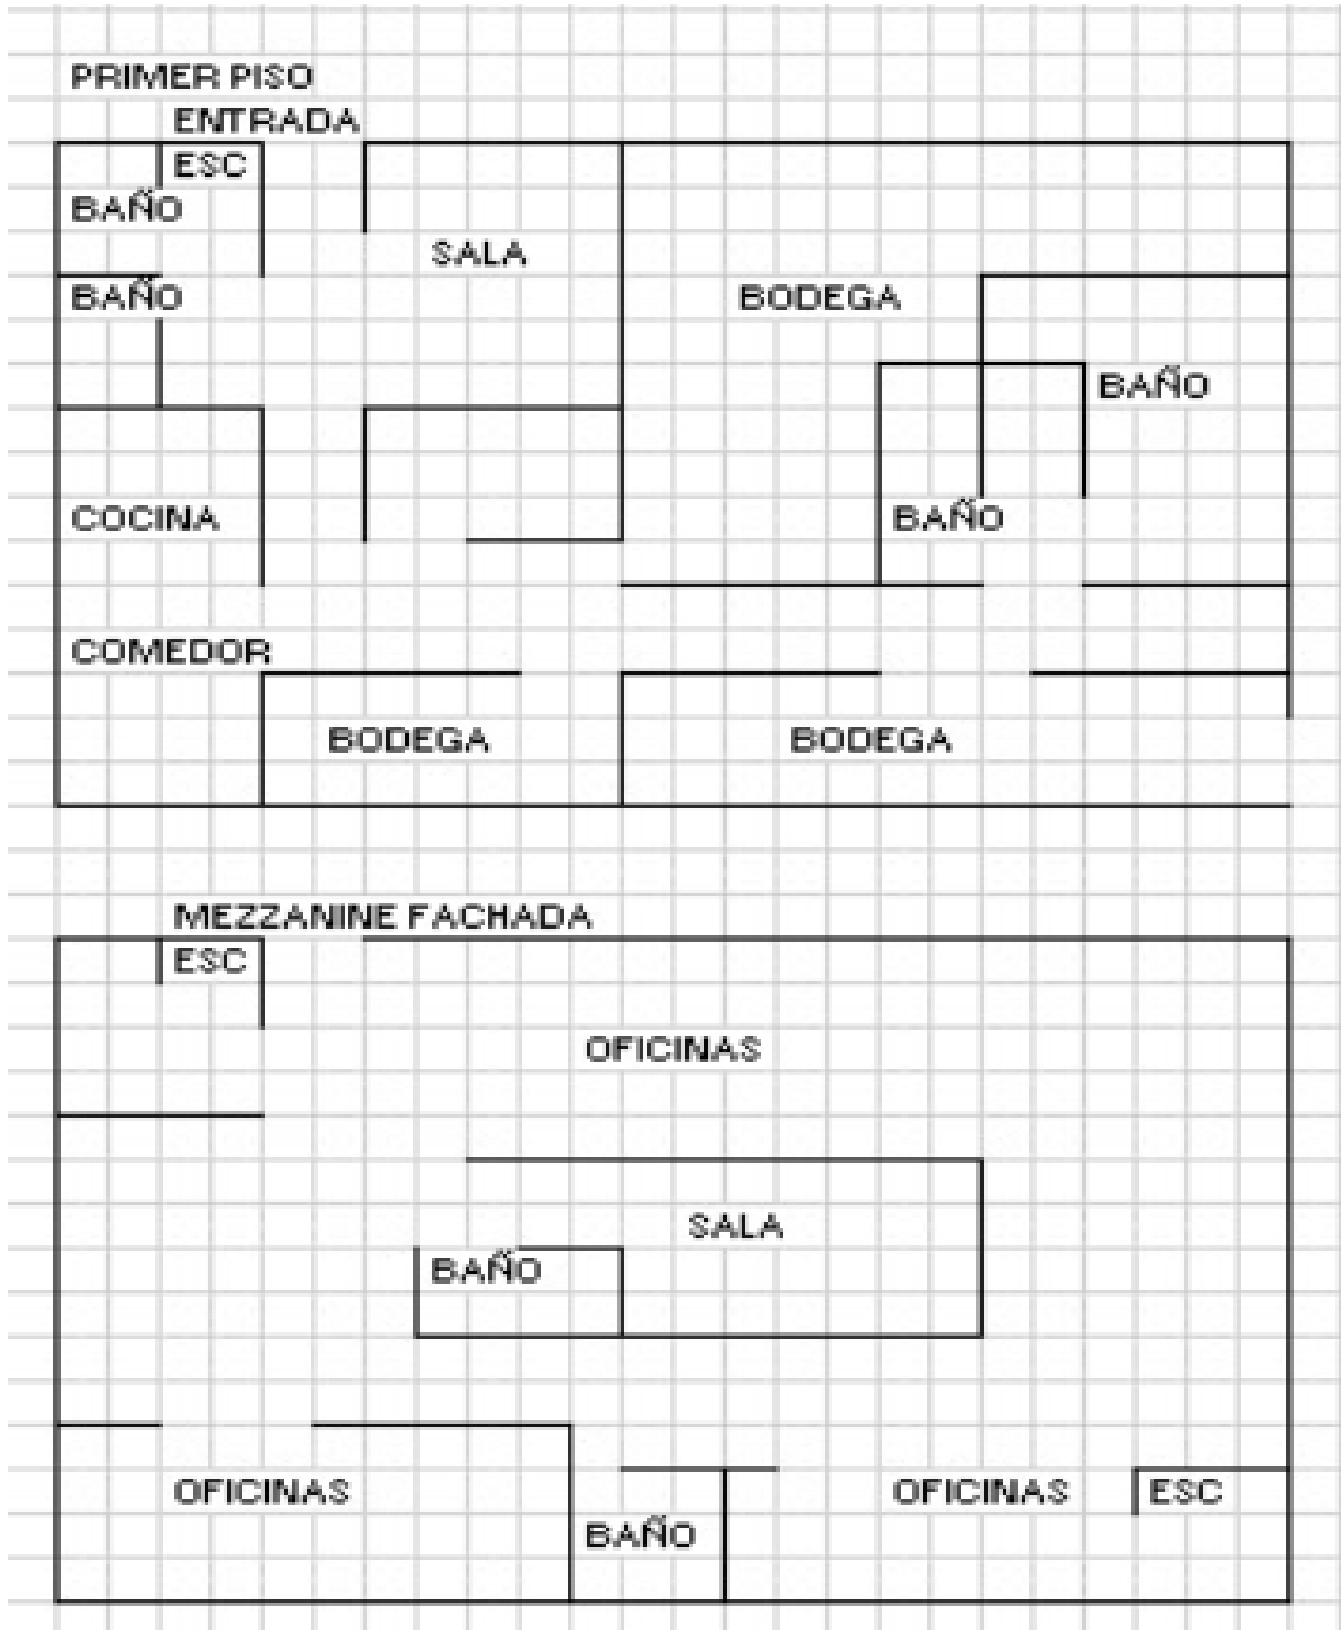 PRIMER PISO
ENTRADA
ESC
BAÑO
SALA
BAÑO
BODEGA
BAÑO
COCINA
BAÑO
COMEDOR
BODEGA
BODEGA
MEZZANINE FACHADA
ESC
OFICINAS
SALA
BAÑO
OFICINAS
OFICINAS
ESC
BAÑO